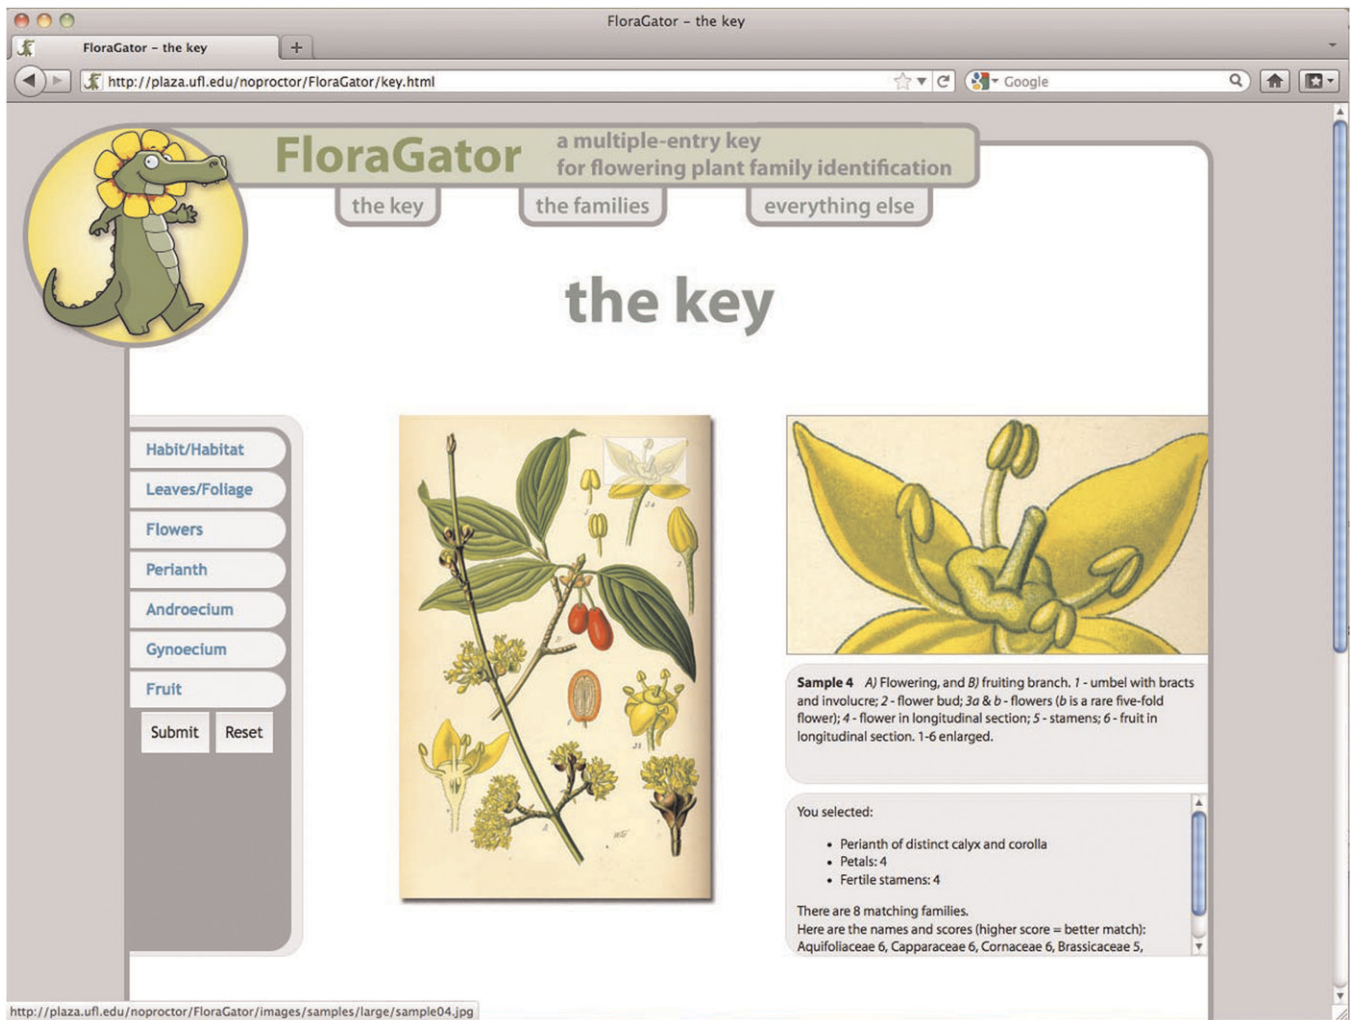 FloraGator – the key
FloraGator – the key
http://plaza.ufl.edu/noproctor/FloraGator/key.html
Google
FloraGator
a multiple-entry key
for flowering plant family identification
the key
the families
everything else
the key
Habit/Habitat
Leaves/Foliage
Flowers
Perianth
Androecium
Gynoecium
Fruit
Submit
Reset
Sample 4 A) Flowering, and B) fruiting branch. 1 - umbel with bracts
and involucre; 2 - flower bud; 3a & b - flowers (b is a rare five-fold
flower); 4 - flower in longitudinal section; 5 - stamens; 6 - fruit in
longitudinal section. 1-6 enlarged.
You selected:
• Perianth of distinct calyx and corolla
• Petals: 4
• Fertile stamens: 4
There are 8 matching families.
Here are the names and scores (higher score = better match):
Aquifoliaceae 6, Capparaceae 6, Cornaceae 6, Brassicaceae 5,
http://plaza.ufl.edu/noproctor/FloraGator/images/samples/large/sample04.jpg